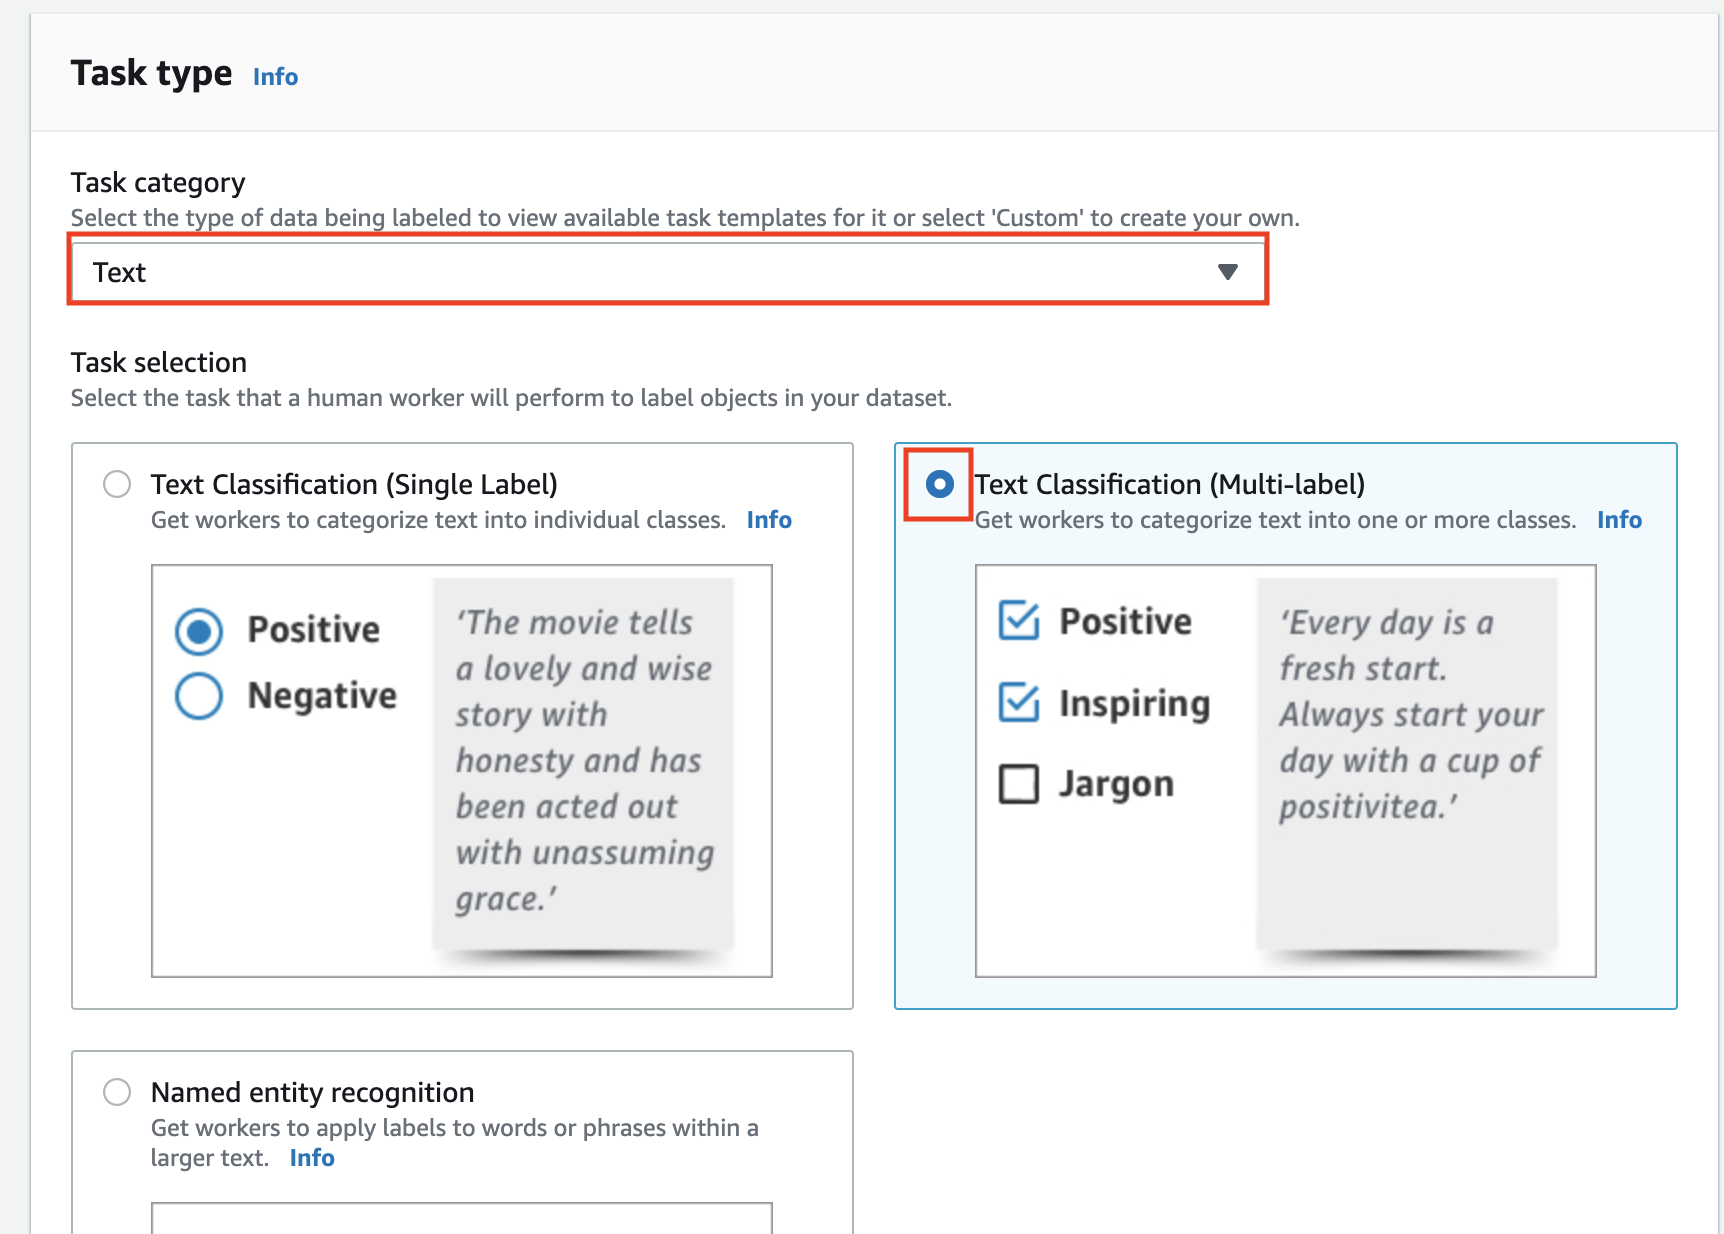 Task type Info
Task category
Select the type of data being labeled to view available task templates for it or select 'Custom' to create your own.
Text
Task selection
Select the task that a human worker will perform to label objects in your dataset.
Text Classification (Single Label)
Get workers to categorize text into individual classes. Info
Positive
Negative
‘The movie tells
a lovely and wise
story with
honesty and has
been acted out
with unassuming
grace.’
Text Classification (Multi-label)
Get workers to categorize text into one or more classes. Info
Positive
Inspiring
Jargon
‘Every day is a
fresh start.
Always start your
day with a cup of
positivitea.’
Named entity recognition
Get workers to apply labels to words or phrases within a
larger text. Info